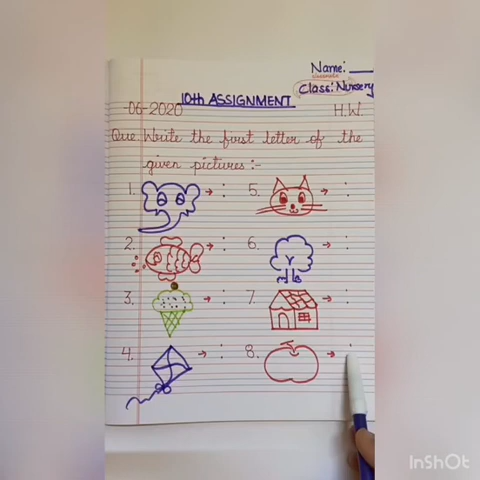 Name: ___
classmate
Class: Nursery
10th ASSIGNMENT
-06-2020 H.W.
Que. Write the first letter of the
given pictures :-
1. → : 5. → :
2. → : 6. → :
3. → : 7. → :
4. → : 8. → :
InShOt